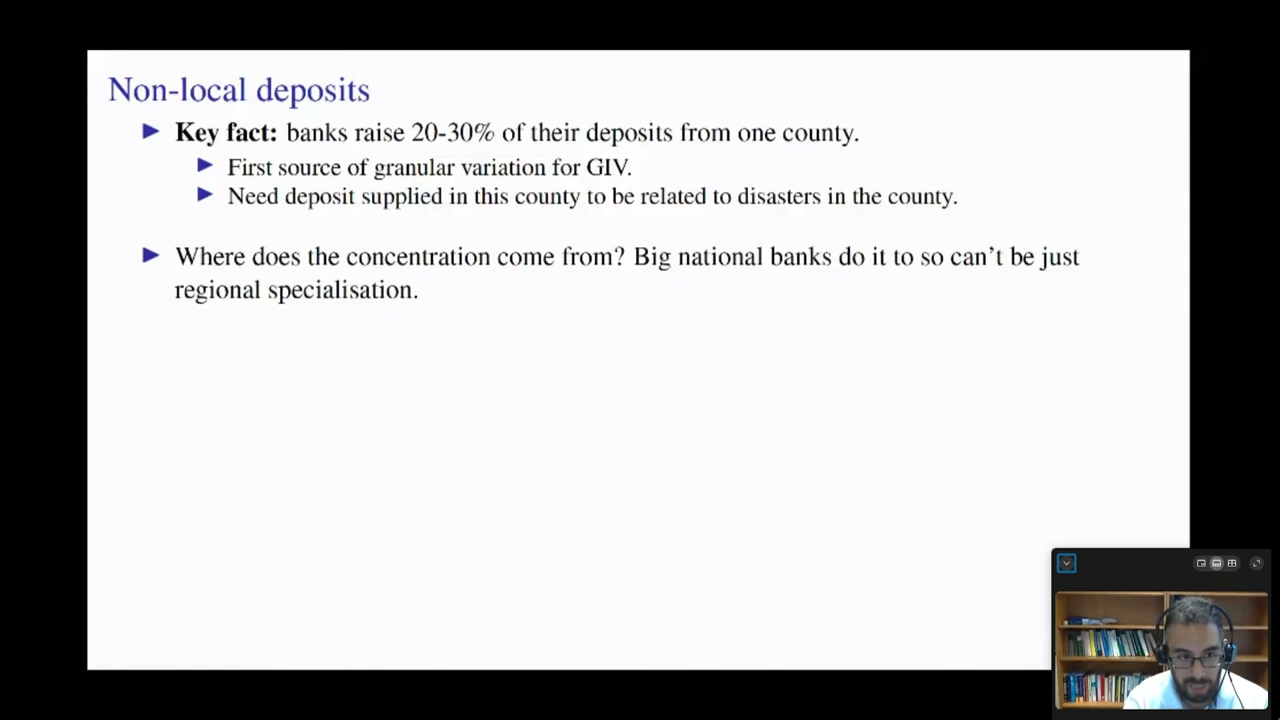 Non-local deposits
Key fact: banks raise 20-30% of their deposits from one county.
First source of granular variation for GIV.
Need deposit supplied in this county to be related to disasters in the county.
Where does the concentration come from? Big national banks do it to so can't be just
regional specialisation.